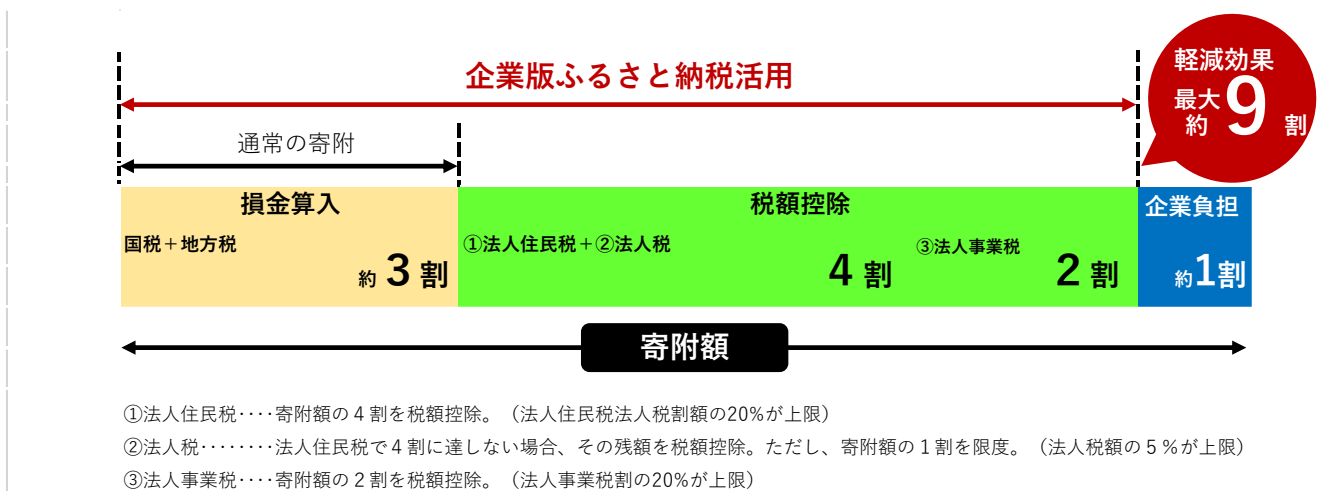 企業版ふるさと納税活用
軽減効果
最大
約9割
通常の寄附
損金算入
国税+地方税
約3割
税額控除
①法人住民税+②法人税
4割
③法人事業税
2割
企業負担
約1割
寄附額
①法人住民税････寄附額の4割を税額控除。（法人住民税法人税割額の20%が上限）
②法人税････････法人住民税で4割に達しない場合、その残額を税額控除。ただし、寄附額の1割を限度。（法人税額の5%が上限）
③法人事業税････寄附額の2割を税額控除。（法人事業税割の20%が上限）